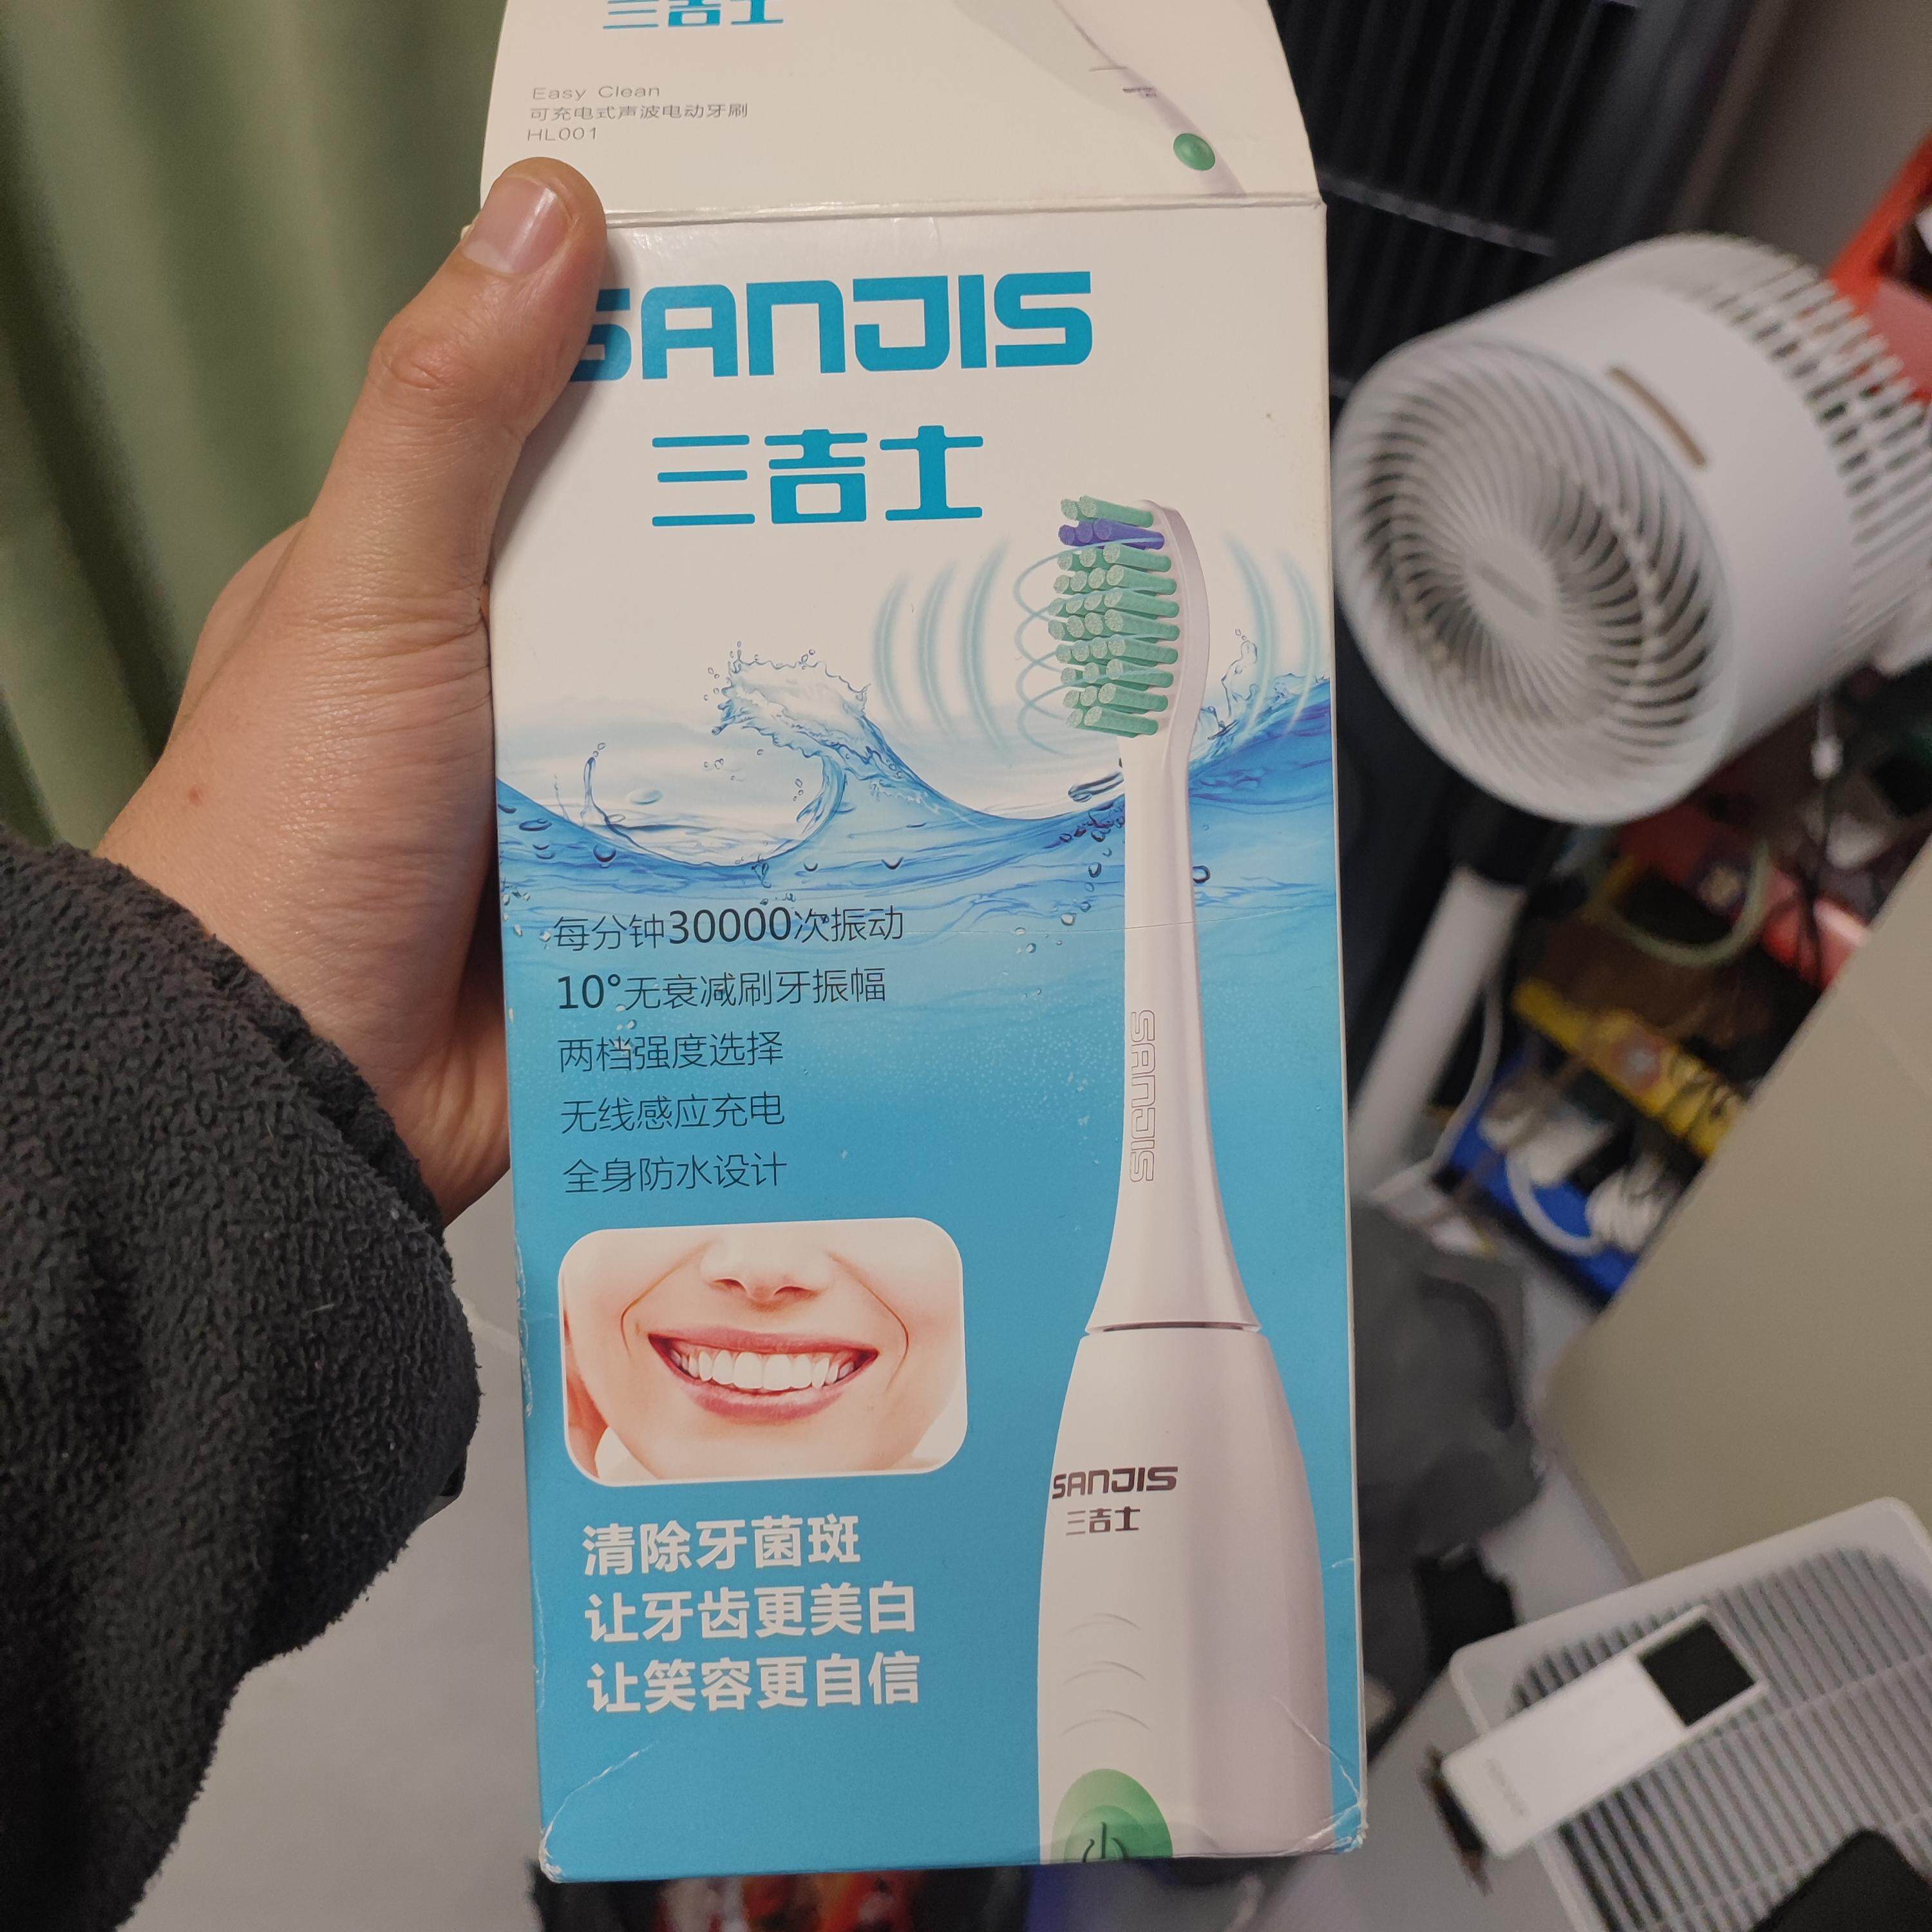 三吉士
Easy Clean
可充电式声波电动牙刷
HL001
SANJIS
三吉士
每分钟30000次振动
10°无衰减刷牙振幅
两档强度选择
无线感应充电
全身防水设计
SANJIS
SANJIS
三吉士
清除牙菌斑
让牙齿更美白
让笑容更自信